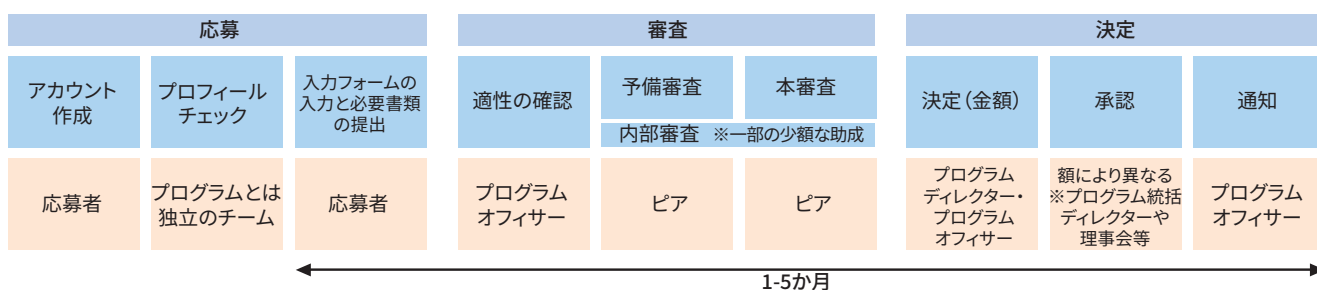 応募
審査
決定
アカウント
作成
プロフィール
チェック
入力フォームの
入力と必要書類
の提出
適性の確認
予備審査
本審査
内部審査 ※一部の少額な助成
決定（金額）
承認
通知
応募者
プログラムとは
独立のチーム
応募者
プログラム
オフィサー
ピア
ピア
プログラム
ディレクター・
プログラム
オフィサー
額により異なる
※プログラム統括
ディレクターや
理事会等
プログラム
オフィサー
1-5か月